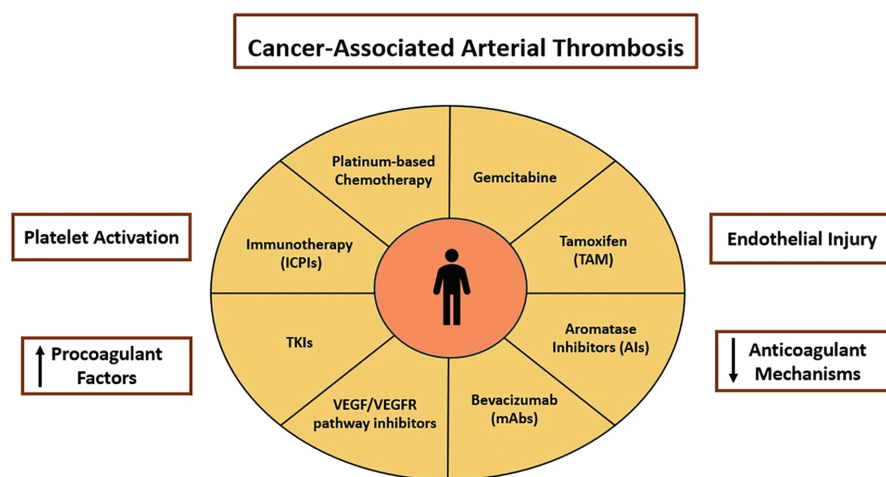 Cancer-Associated Arterial Thrombosis
Platinum-based
Chemotherapy
Gemcitabine
Platelet Activation
Immunotherapy
(ICPIs)
Tamoxifen
(TAM)
Endothelial Injury
Procoagulant
Factors
TKIs
Aromatase
Inhibitors (AIs)
Anticoagulant
Mechanisms
VEGF/VEGFR
pathway inhibitors
Bevacizumab
(mAbs)